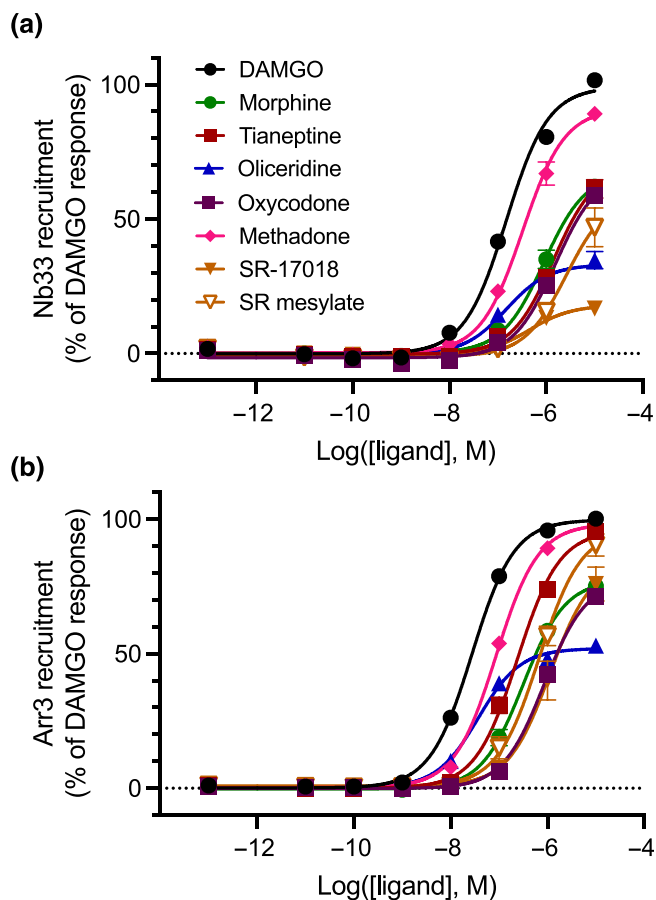 (a)
Nb33 recruitment
(% of DAMGO response)
100
50
0
DAMGO
Morphine
Tianeptine
Oliceridine
Oxycodone
Methadone
SR-17018
SR mesylate
−12
−10
−8
−6
−4
Log([ligand], M)
(b)
Arr3 recruitment
(% of DAMGO response)
100
50
0
−12
−10
−8
−6
−4
Log([ligand], M)